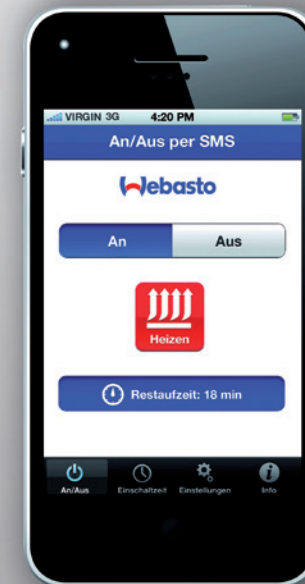 VIRGIN 3G 4:20 PM
An/Aus per SMS
Webasto
An Aus
Heizen
Restaufzeit: 18 min
An/Aus Einschaltzeit Einstellungen Info